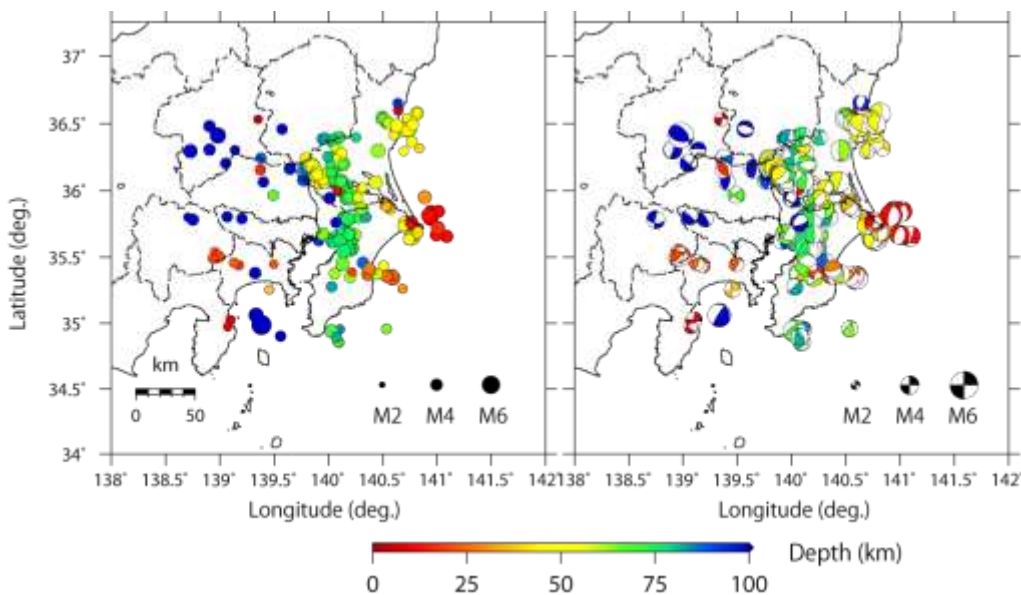 37˚
36.5˚
36˚
35.5˚
35˚
34.5˚
34˚
Latitude (deg.)
km
0 50
M2 M4 M6
M2 M4 M6
138˚ 138.5˚ 139˚ 139.5˚ 140˚ 140.5˚ 141˚ 141.5˚ 142˚
138˚ 138.5˚ 139˚ 139.5˚ 140˚ 140.5˚ 141˚ 141.5˚ 142˚
Longitude (deg.)
Longitude (deg.)
Depth (km)
0 25 50 75 100